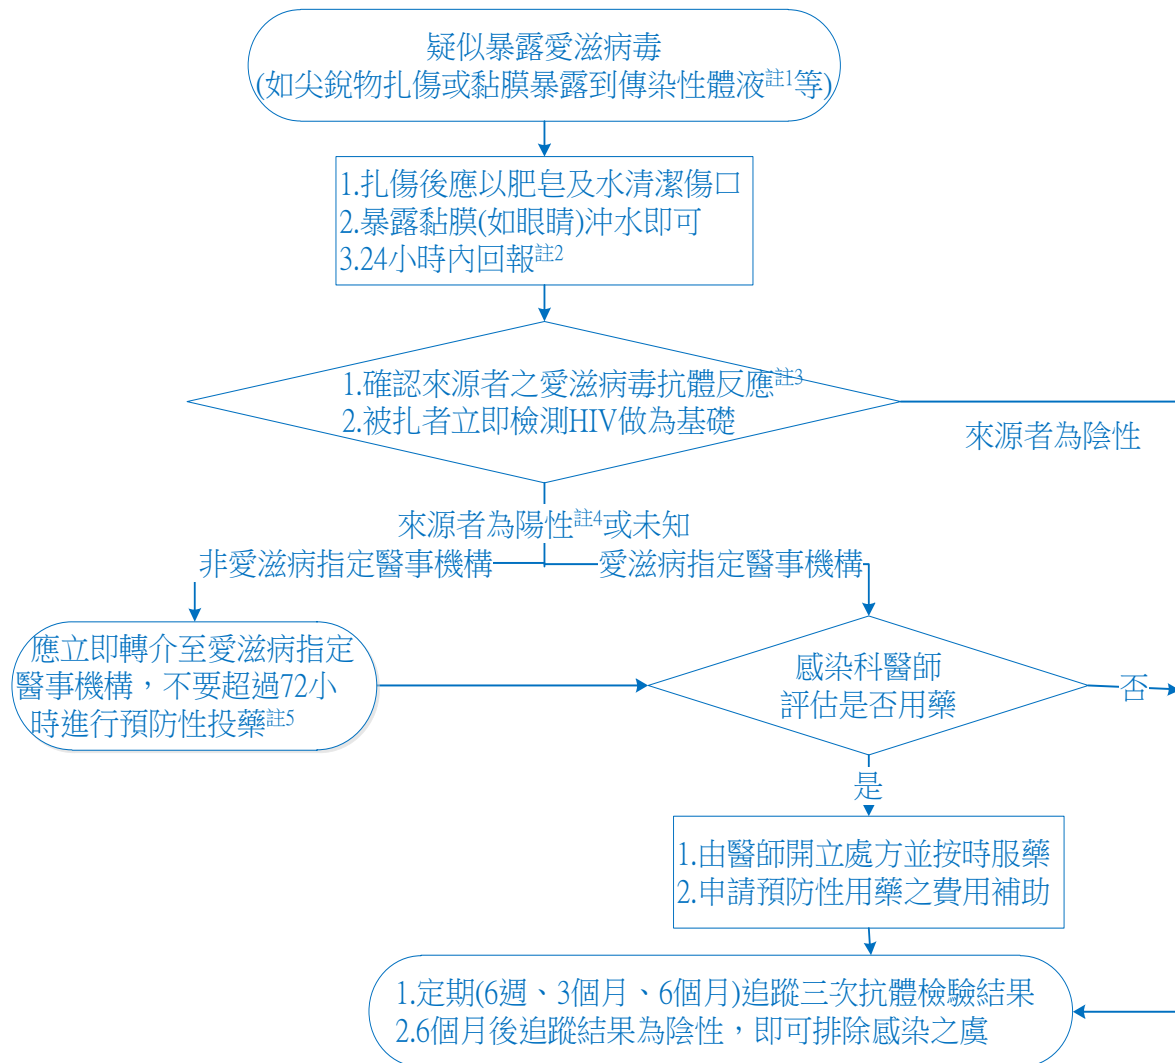 疑似暴露愛滋病毒
(如尖銳物扎傷或黏膜暴露到傳染性體液註1等)
1.扎傷後應以肥皂及水清潔傷口
2.暴露黏膜(如眼睛)沖水即可
3.24小時內回報註2
1.確認來源者之愛滋病毒抗體反應註3
2.被扎者立即檢測HIV做為基礎
來源者為陰性
來源者為陽性註4或未知
非愛滋病指定醫事機構
愛滋病指定醫事機構
應立即轉介至愛滋病指定
醫事機構，不要超過72小
時進行預防性投藥註5
感染科醫師
評估是否用藥
否
是
1.由醫師開立處方並按時服藥
2.申請預防性用藥之費用補助
1.定期(6週、3個月、6個月)追蹤三次抗體檢驗結果
2.6個月後追蹤結果為陰性，即可排除感染之虞